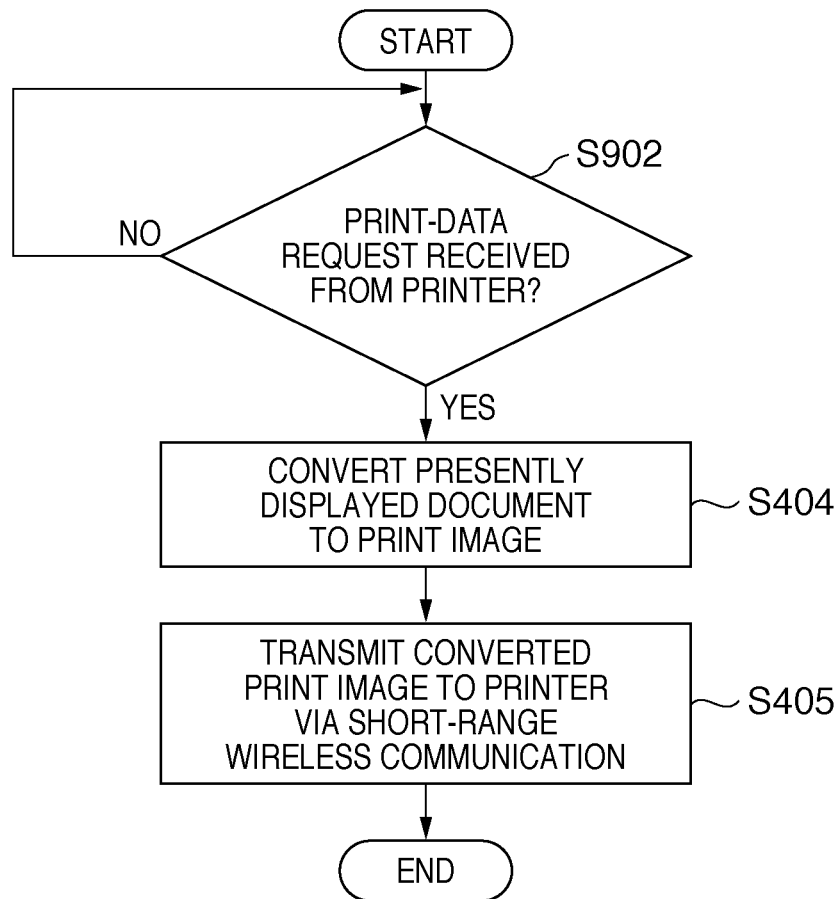 START
S902
PRINT-DATA
REQUEST RECEIVED
FROM PRINTER?
NO
YES
CONVERT PRESENTLY
DISPLAYED DOCUMENT
TO PRINT IMAGE
S404
TRANSMIT CONVERTED
PRINT IMAGE TO PRINTER
VIA SHORT-RANGE
WIRELESS COMMUNICATION
S405
END